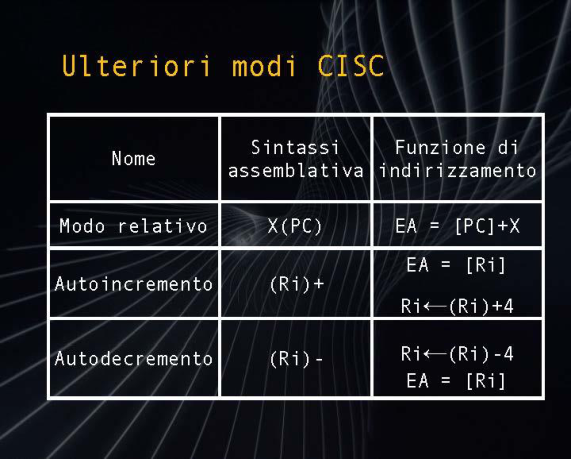 Ulteriori modi CISC
Nome
Sintassi
assemblativa
Funzione di
indirizzamento
Modo relativo
X(PC)
EA = [PC]+X
Autoincremento
(Ri)+
EA = [Ri]
Ri←(Ri)+4
Autodecremento
(Ri)-
Ri←(Ri)-4
EA = [Ri]